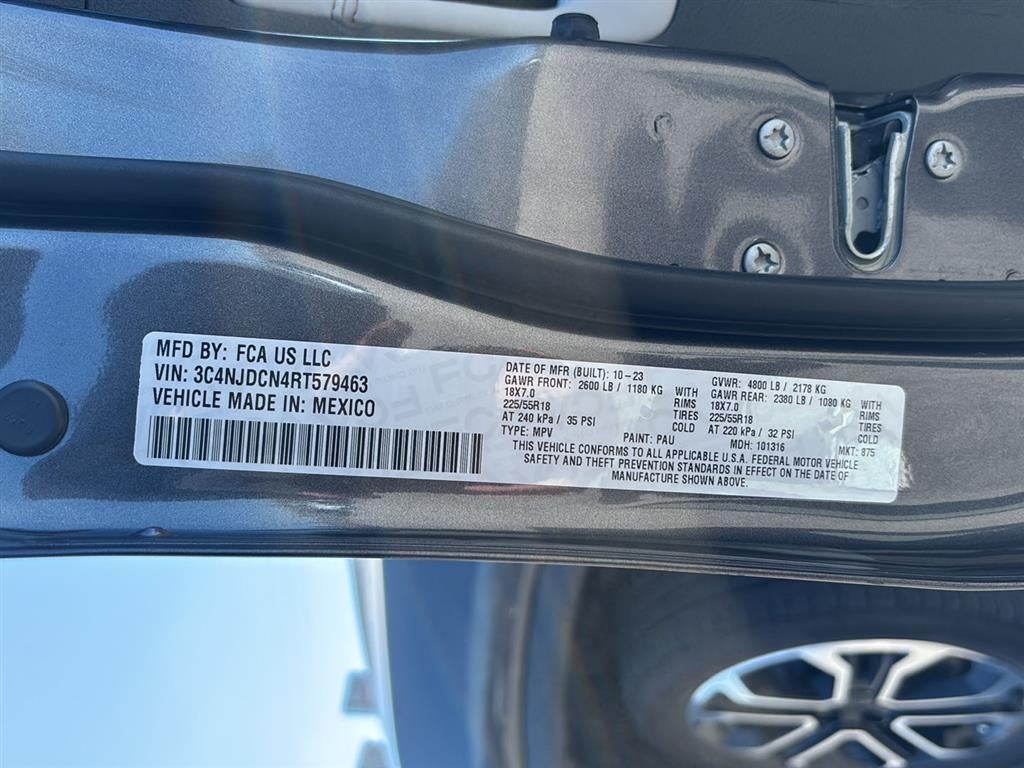 MFD BY: FCA US LLC
VIN: 3C4NJDCN4RT579463
VEHICLE MADE IN: MEXICO
DATE OF MFR (BUILT): 10-23
GAWR FRONT: 2600 LB / 1180 KG WITH
18X7.0 RIMS
225/55R18 TIRES
AT 240 kPa / 35 PSI COLD
TYPE: MPV PAINT: PAU
GVWR: 4800 LB / 2178 KG
GAWR REAR: 2380 LB / 1080 KG WITH
18X7.0 RIMS
225/55R18 TIRES
AT 220 kPa / 32 PSI COLD
MDH: 101316 MKT: 875
THIS VEHICLE CONFORMS TO ALL APPLICABLE U.S.A. FEDERAL MOTOR VEHICLE
SAFETY AND THEFT PREVENTION STANDARDS IN EFFECT ON THE DATE OF
MANUFACTURE SHOWN ABOVE.